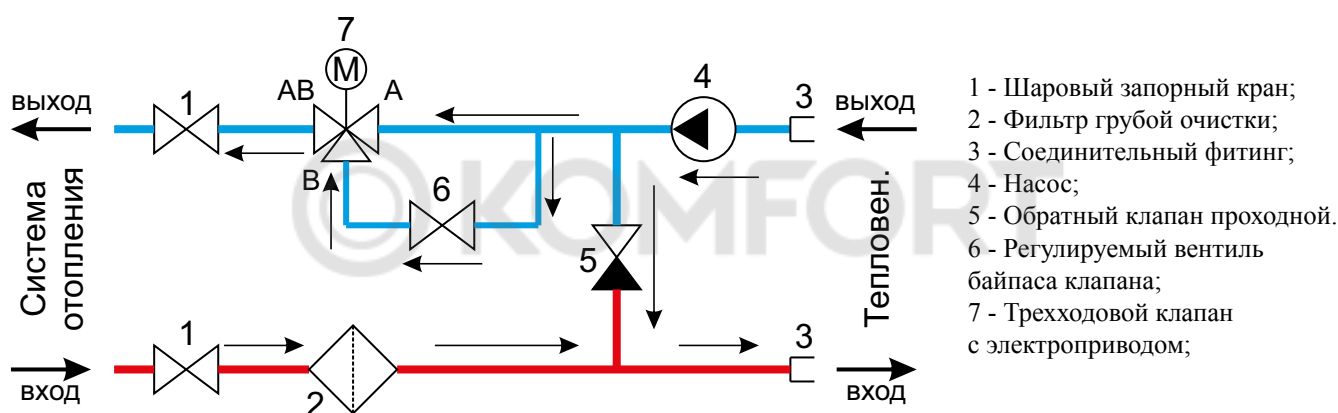 7
M
AB
A
B
1
6
4
3
5
1
2
3
выход
Система отопления
вход
выход
Тепловен.
вход
KOMFORT
1 - Шаровый запорный кран;
2 - Фильтр грубой очистки;
3 - Соединительный фитинг;
4 - Насос;
5 - Обратный клапан проходной.
6 - Регулируемый вентиль
байпаса клапана;
7 - Трехходовой клапан
с электроприводом;